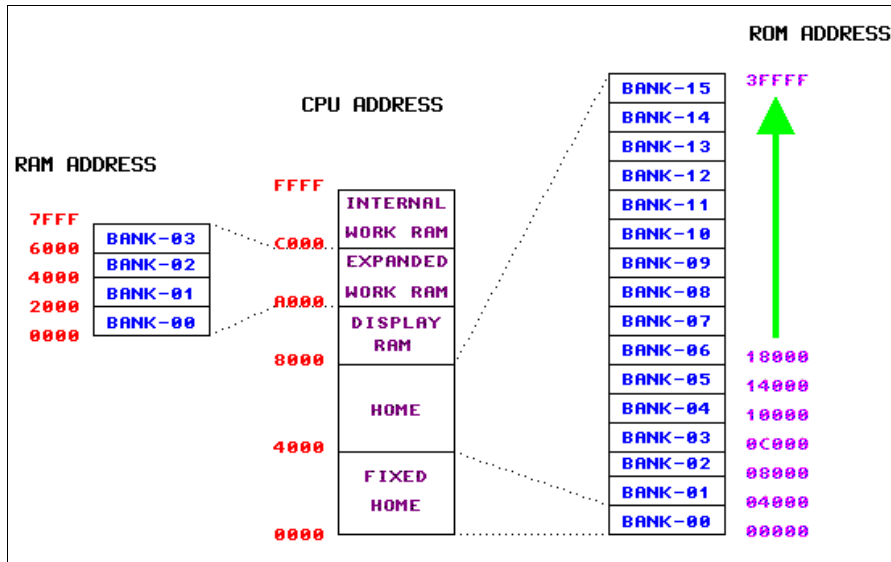 ROM ADDRESS
CPU ADDRESS
RAM ADDRESS
7FFF
6000
4000
2000
0000
BANK-03
BANK-02
BANK-01
BANK-00
FFFF
C000
A000
8000
4000
0000
INTERNAL
WORK RAM
EXPANDED
WORK RAM
DISPLAY
RAM
HOME
FIXED
HOME
BANK-15
BANK-14
BANK-13
BANK-12
BANK-11
BANK-10
BANK-09
BANK-08
BANK-07
BANK-06
BANK-05
BANK-04
BANK-03
BANK-02
BANK-01
BANK-00
3FFFF
18000
14000
10000
0C000
08000
04000
00000